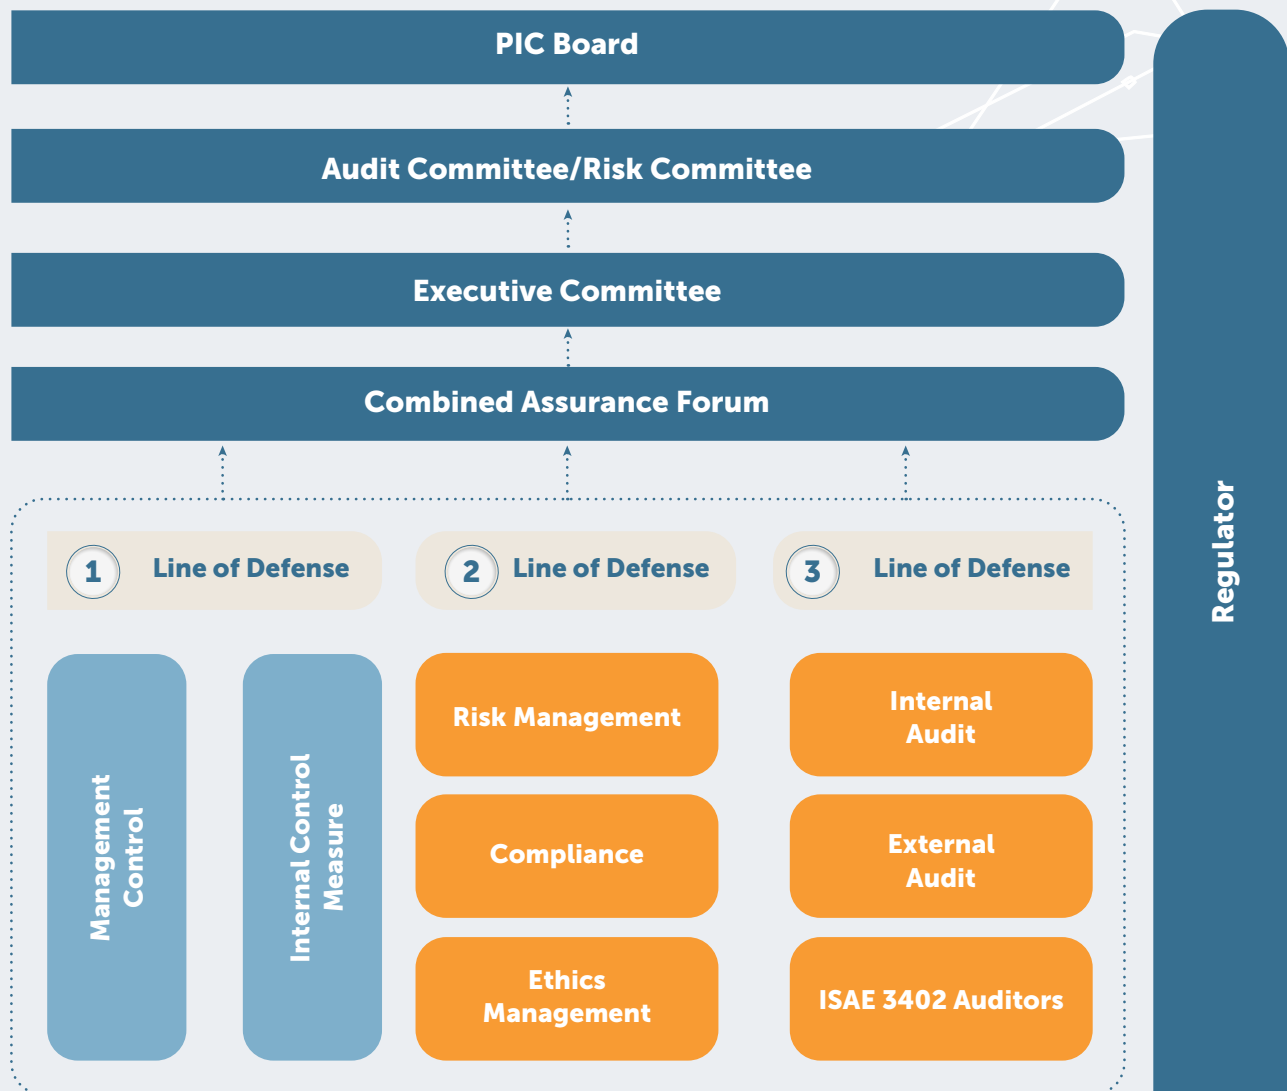 PIC Board
Audit Committee/Risk Committee
Executive Committee
Combined Assurance Forum
1 Line of Defense
2 Line of Defense
3 Line of Defense
Management
Control
Internal Control
Measure
Risk Management
Compliance
Ethics
Management
Internal
Audit
External
Audit
ISAE 3402 Auditors
Regulator